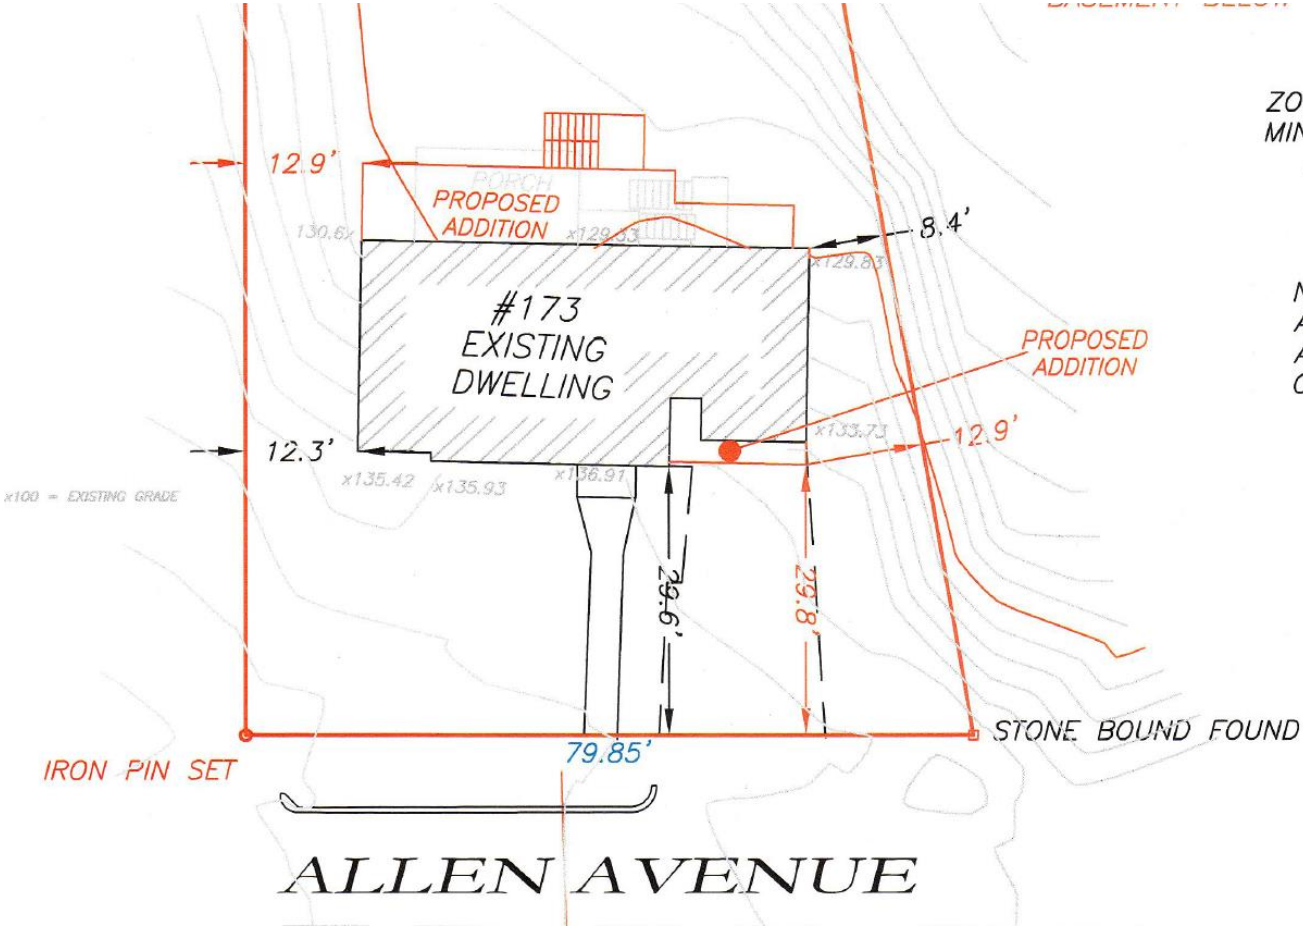 BASEMENT BELOW
ZO
MIN
12.9'
PORCH
PROPOSED
ADDITION
130.6x
x129.53
8.4'
x129.83
#173
EXISTING
DWELLING
PROPOSED
ADDITION
12.3'
x133.73
12.9'
x135.42
x135.93
x136.91
x100 = EXISTING GRADE
29.6'
29.8'
STONE BOUND FOUND
79.85'
IRON PIN SET
ALLEN AVENUE